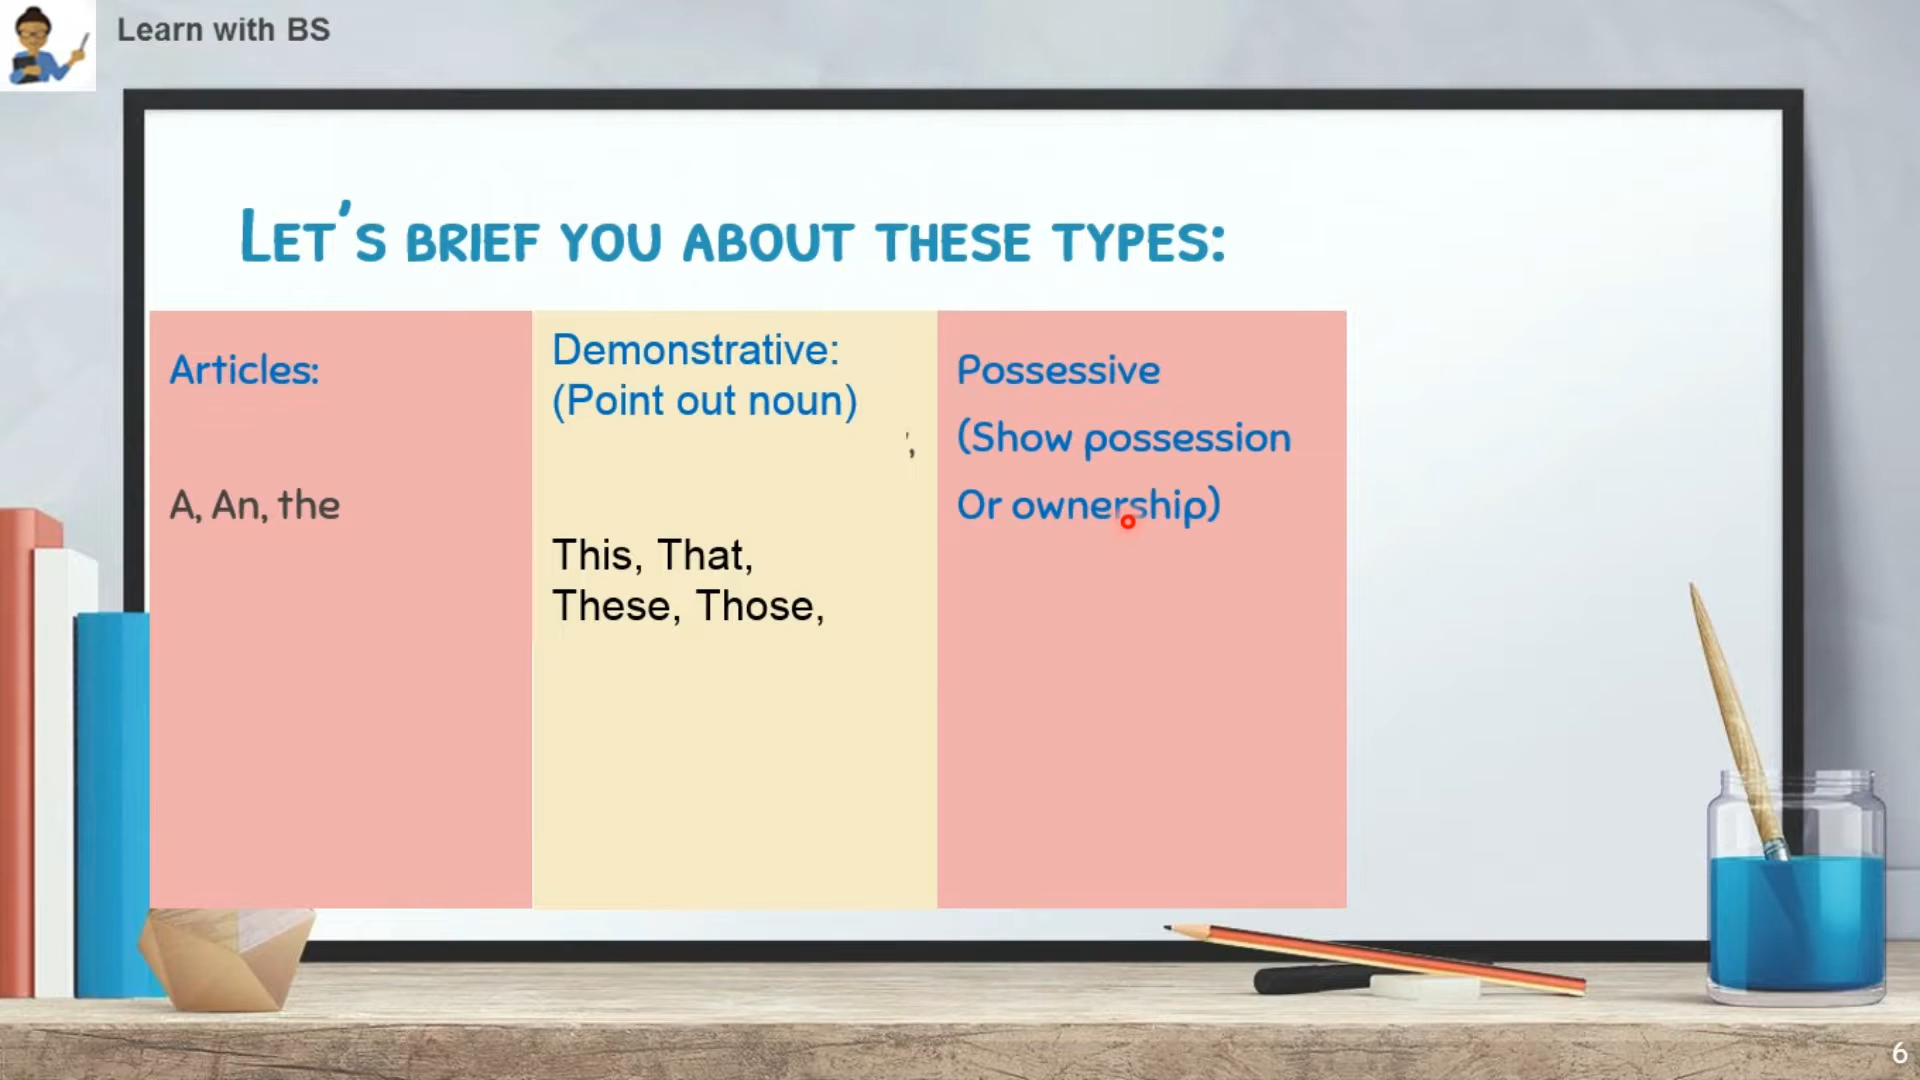 Learn with BS
LET'S BRIEF YOU ABOUT THESE TYPES:
Articles:
A, An, the
Demonstrative:
(Point out noun)
',
This, That,
These, Those,
Possessive
(Show possession
Or ownership)
6